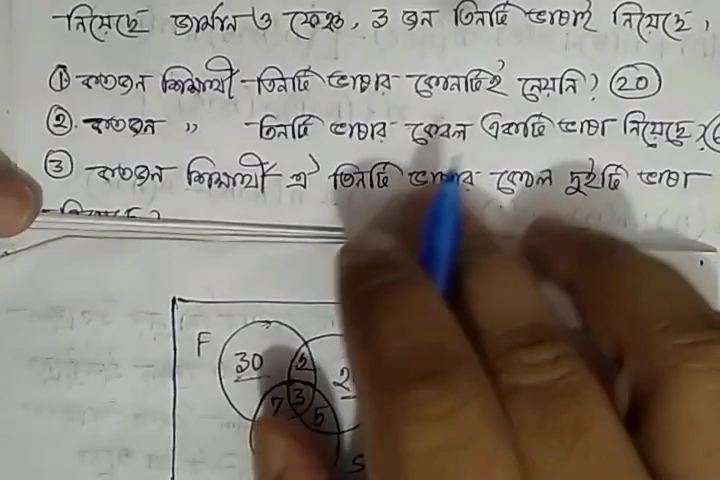 নিয়েছে জার্মান ও ফ্রেঞ্চ, ৩ জন তিনটি ভাষাই নিয়েছে,
① কতজন শিক্ষার্থী তিনটি ভাষার কোনটিই নেয়নি? 20
②. কতজন " তিনটি ভাষার কেবল একটি ভাষা নিয়েছে?
③ কতজন শিক্ষার্থী ঐ তিনটি ভাষার কেবল দুইটি ভাষা
F
30 2 2
7 3 5
S